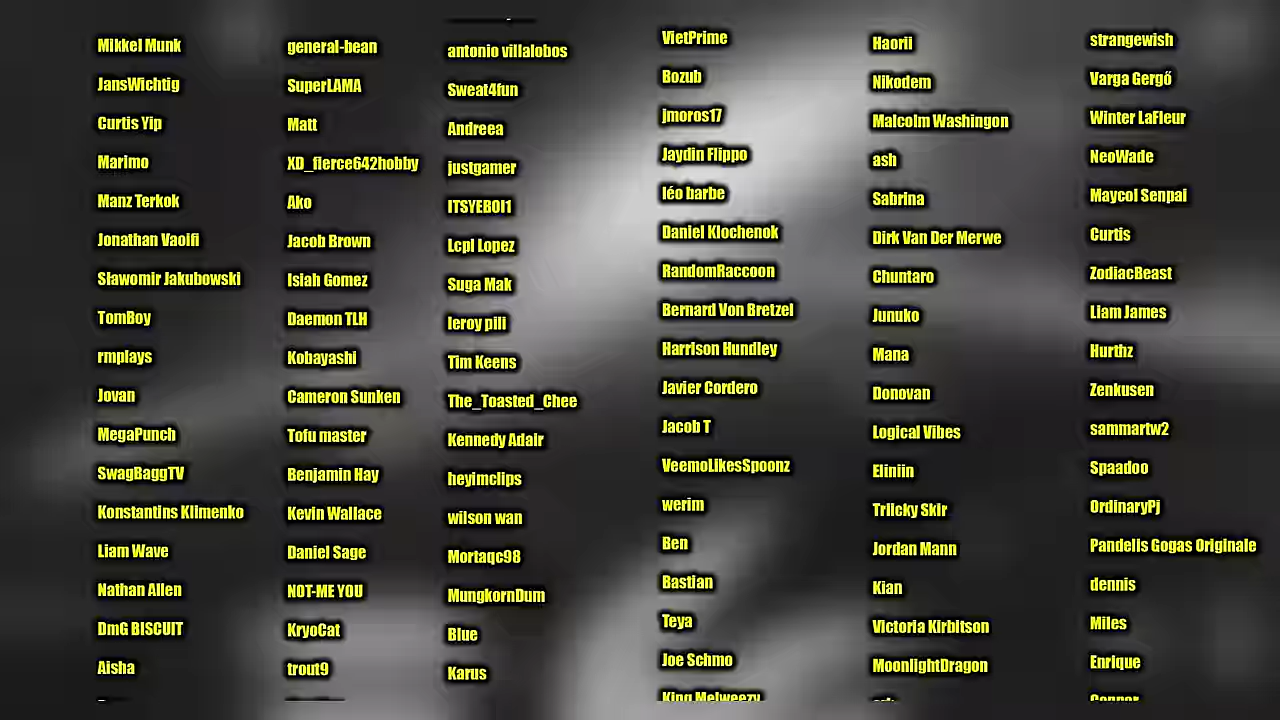 Mikkel Munk
JansWichtig
Curtis Yip
Marimo
Manz Terkok
Jonathan Vaoifi
Sławomir Jakubowski
TomBoy
rmplays
Jovan
MegaPunch
SwagBaggTV
Konstantins Klimenko
Liam Wave
Nathan Allen
DmG BISCUIT
Aisha
general-bean
SuperLAMA
Matt
XD_fierce642hobby
Ako
Jacob Brown
Isiah Gomez
Daemon TLH
Kobayashi
Cameron Sunken
Tofu master
Benjamin Hay
Kevin Wallace
Daniel Sage
NOT-ME YOU
KryoCat
trout9
antonio villalobos
Sweat4fun
Andreea
justgamer
ITSYEBOI1
Lcpl Lopez
Suga Mak
leroy pili
Tim Keens
The_Toasted_Chee
Kennedy Adair
heyimclips
wilson wan
Mortaqc98
MungkornDum
Blue
Karus
VietPrime
Bozub
jmoros17
Jaydin Flippo
léo barbe
Daniel Klochenok
RandomRaccoon
Bernard Von Bretzel
Harrison Hundley
Javier Cordero
Jacob T
VeemoLikesSpoonz
werim
Ben
Bastian
Teya
Joe Schmo
King Melweezy
Haorii
Nikodem
Malcolm Washingon
ash
Sabrina
Dirk Van Der Merwe
Chuntaro
Junuko
Mana
Donovan
Logical Vibes
Eliniin
Trilcky Skir
Jordan Mann
Kian
Victoria Kirbitson
MoonlightDragon
strangewish
Varga Gergő
Winter LaFleur
NeoWade
Maycol Senpai
Curtis
ZodiacBeast
Liam James
Hurthz
Zenkusen
sammartw2
Spaadoo
OrdinaryPj
Pandelis Gogas Originale
dennis
Miles
Enrique